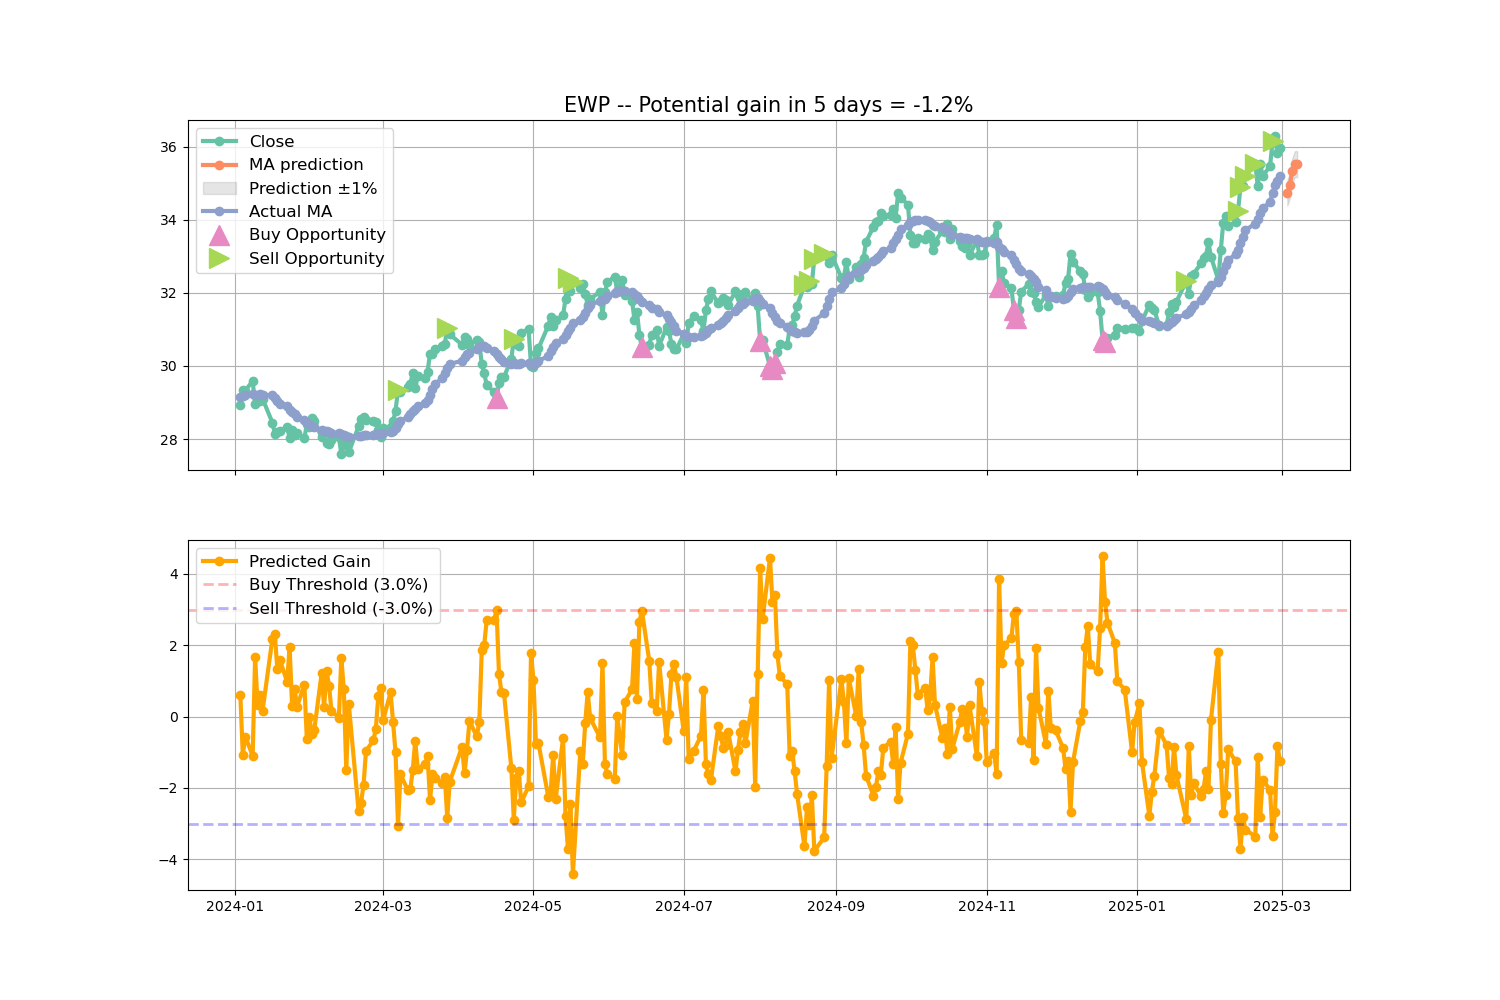 EWP -- Potential gain in 5 days = -1.2%
Close
MA prediction
Prediction ±1%
Actual MA
Buy Opportunity
Sell Opportunity
36
34
32
30
28
Predicted Gain
Buy Threshold (3.0%)
Sell Threshold (-3.0%)
4
2
0
−2
−4
2024-01 2024-03 2024-05 2024-07 2024-09 2024-11 2025-01 2025-03